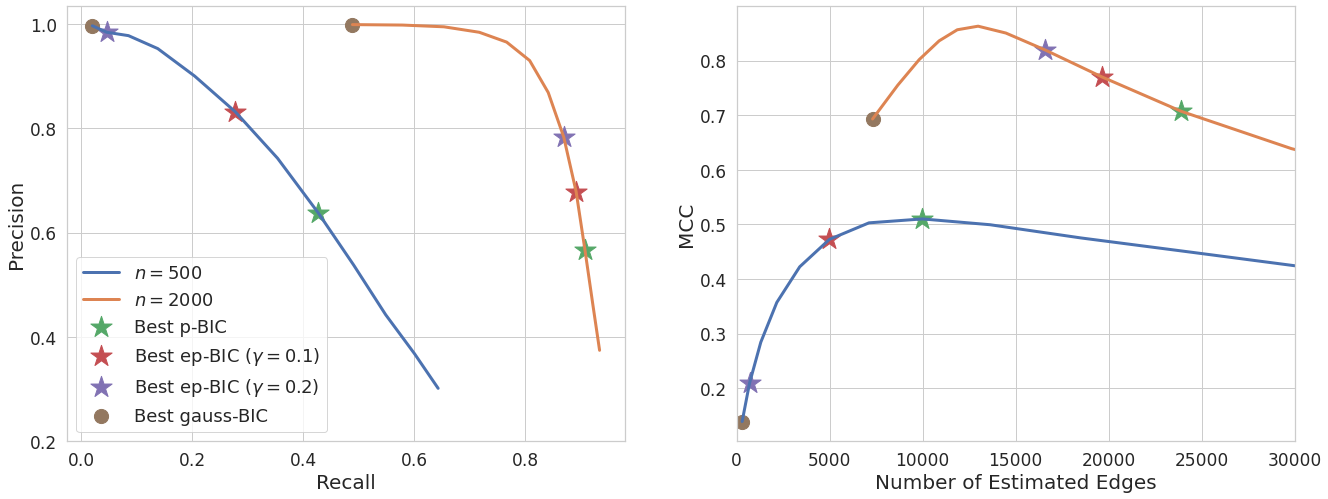 1.0
0.8
0.6
0.4
0.2
Precision
n = 500
n = 2000
Best p-BIC
Best ep-BIC (γ = 0.1)
Best ep-BIC (γ = 0.2)
Best gauss-BIC
0.0 0.2 0.4 0.6 0.8
Recall
0.8
0.7
0.6
0.5
0.4
0.3
0.2
MCC
0 5000 10000 15000 20000 25000 30000
Number of Estimated Edges